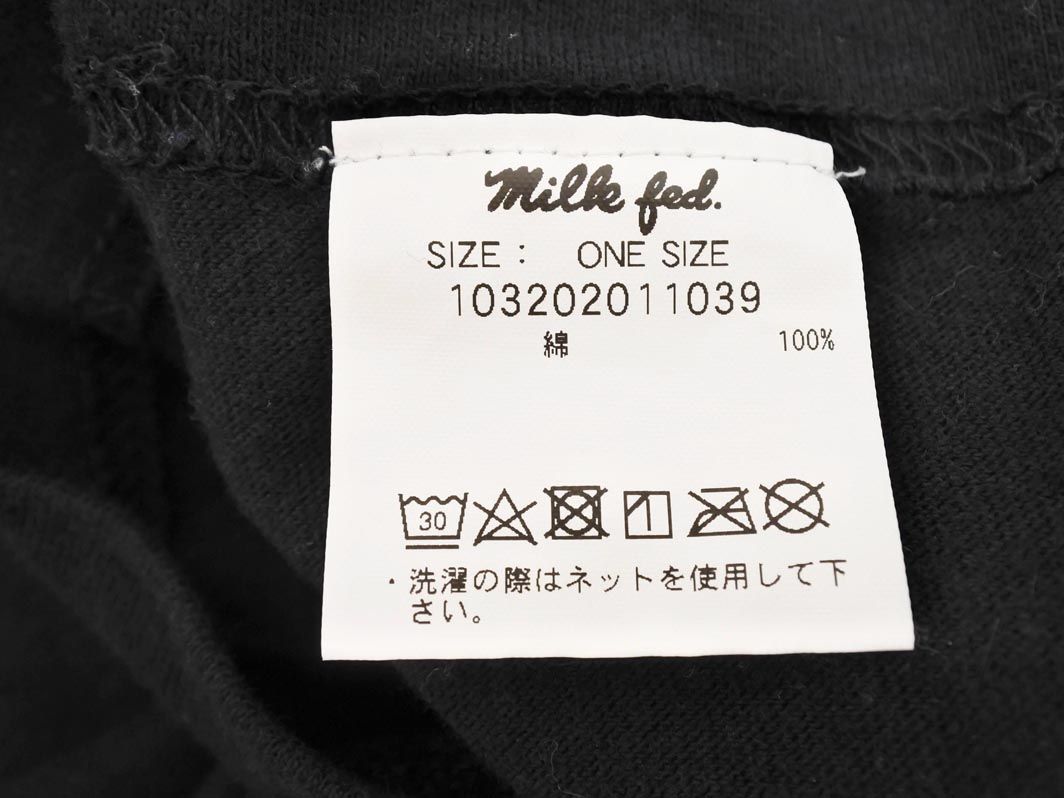 Milk fed.
SIZE : ONE SIZE
103202011039
綿 100%
30
・洗濯の際はネットを使用して下
さい。